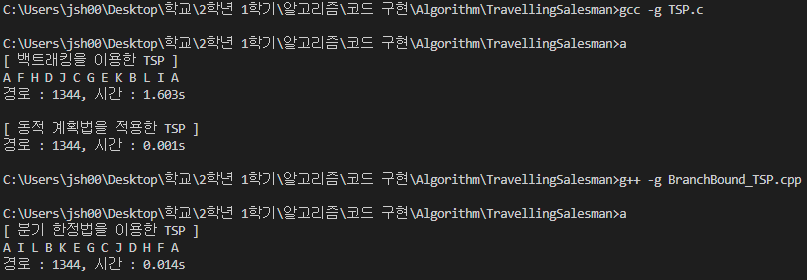 C:\Users\jsh00\Desktop\학교\2학년 1학기\알고리즘\코드 구현\Algorithm\TravellingSalesman>gcc -g TSP.c
C:\Users\jsh00\Desktop\학교\2학년 1학기\알고리즘\코드 구현\Algorithm\TravellingSalesman>a
[ 백트래킹을 이용한 TSP ]
A F H D J C G E K B L I A
경로 : 1344, 시간 : 1.603s
[ 동적 계획법을 적용한 TSP ]
경로 : 1344, 시간 : 0.001s
C:\Users\jsh00\Desktop\학교\2학년 1학기\알고리즘\코드 구현\Algorithm\TravellingSalesman>g++ -g BranchBound_TSP.cpp
C:\Users\jsh00\Desktop\학교\2학년 1학기\알고리즘\코드 구현\Algorithm\TravellingSalesman>a
[ 분기 한정법을 이용한 TSP ]
A I L B K E G C J D H F A
경로 : 1344, 시간 : 0.014s